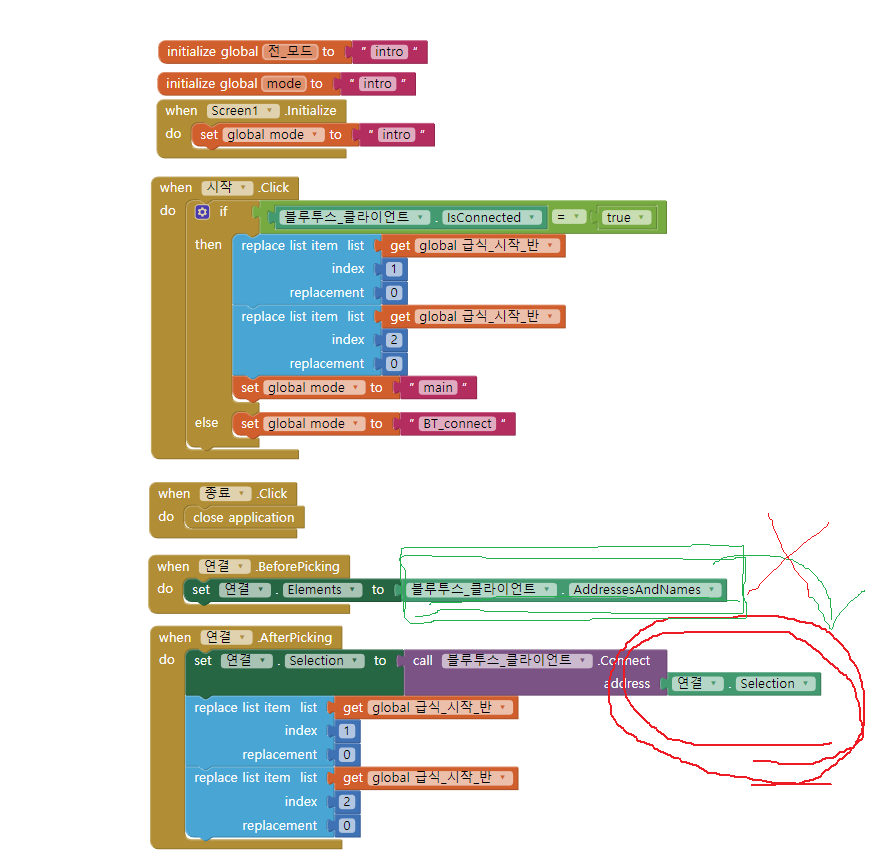 initialize global 전_모드 to " intro "
initialize global mode to " intro "
when Screen1 .Initialize
do set global mode to " intro "
when 시작 .Click
do if 블루투스_클라이언트 . IsConnected = true
then replace list item list get global 급식_시작_반
index 1
replacement 0
replace list item list get global 급식_시작_반
index 2
replacement 0
set global mode to " main "
else set global mode to " BT_connect "
when 종료 .Click
do close application
when 연결 .BeforePicking
do set 연결 . Elements to 블루투스_클라이언트 . AddressesAndNames
when 연결 .AfterPicking
do set 연결 . Selection to call 블루투스_클라이언트 .Connect
address 연결 . Selection
replace list item list get global 급식_시작_반
index 1
replacement 0
replace list item list get global 급식_시작_반
index 2
replacement 0